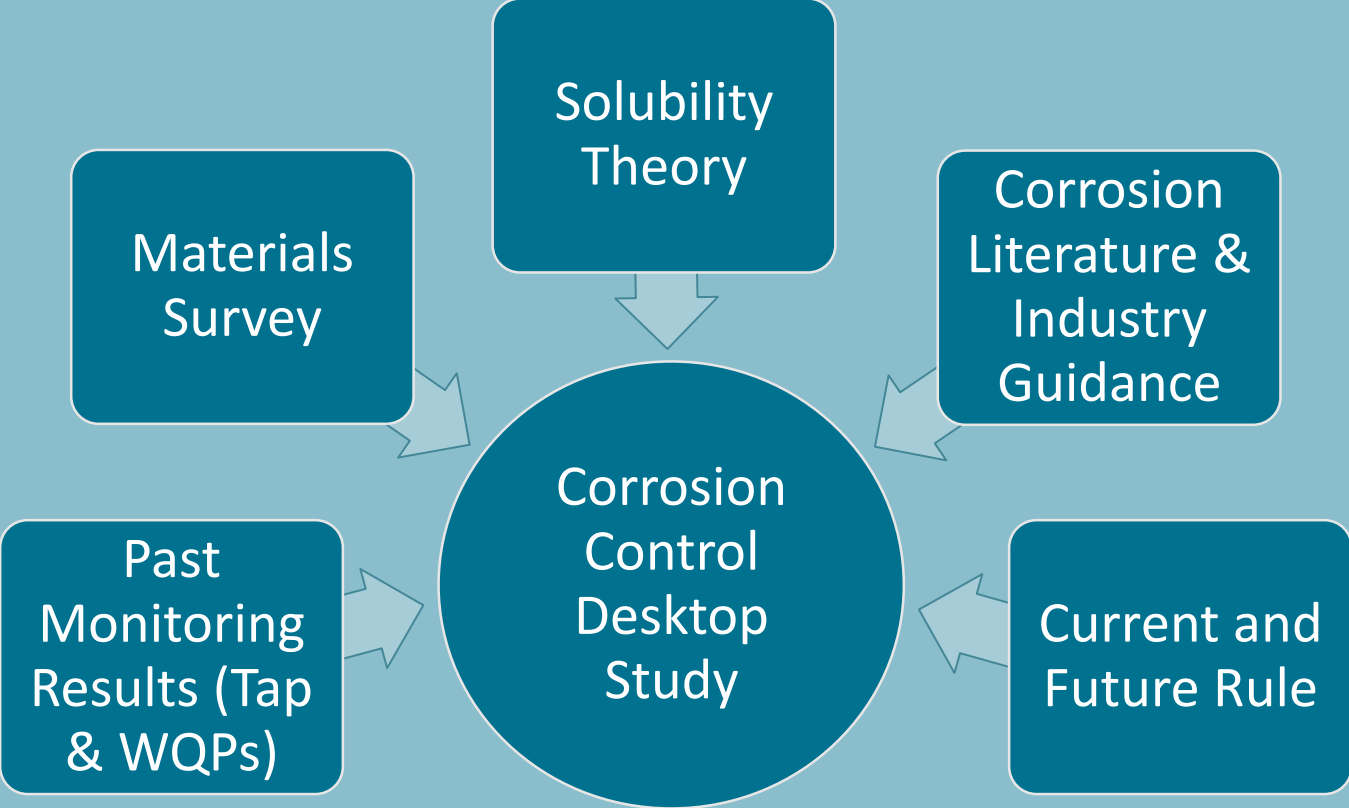 Solubility
Theory
Materials
Survey
Corrosion
Literature &
Industry
Guidance
Past
Monitoring
Results (Tap
& WQPs)
Corrosion
Control
Desktop
Study
Current and
Future Rule